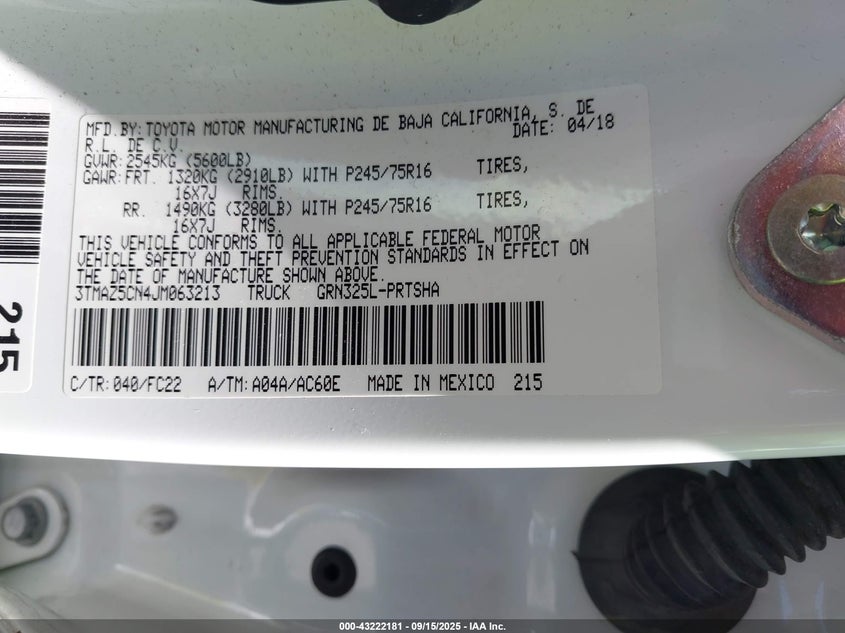 MFD.BY:TOYOTA MOTOR MANUFACTURING DE BAJA CALIFORNIA, S. DE
R.L. DE C.V. DATE: 04/18
GVWR:2545KG (5600LB)
GAWR:FRT. 1320KG (2910LB) WITH P245/75R16 TIRES,
16X7J RIMS,
RR. 1490KG (3280LB) WITH P245/75R16 TIRES,
16X7J RIMS.
THIS VEHICLE CONFORMS TO ALL APPLICABLE FEDERAL MOTOR
VEHICLE SAFETY AND THEFT PREVENTION STANDARDS IN EFFECT ON
THE DATE OF MANUFACTURE SHOWN ABOVE.
3TMAZ5CN4JM063213 TRUCK GRN325L-PRTSHA
C/TR:040/FC22 A/TM:A04A/AC60E MADE IN MEXICO 215
215
000-43222181 - 09/15/2025 - IAA Inc.